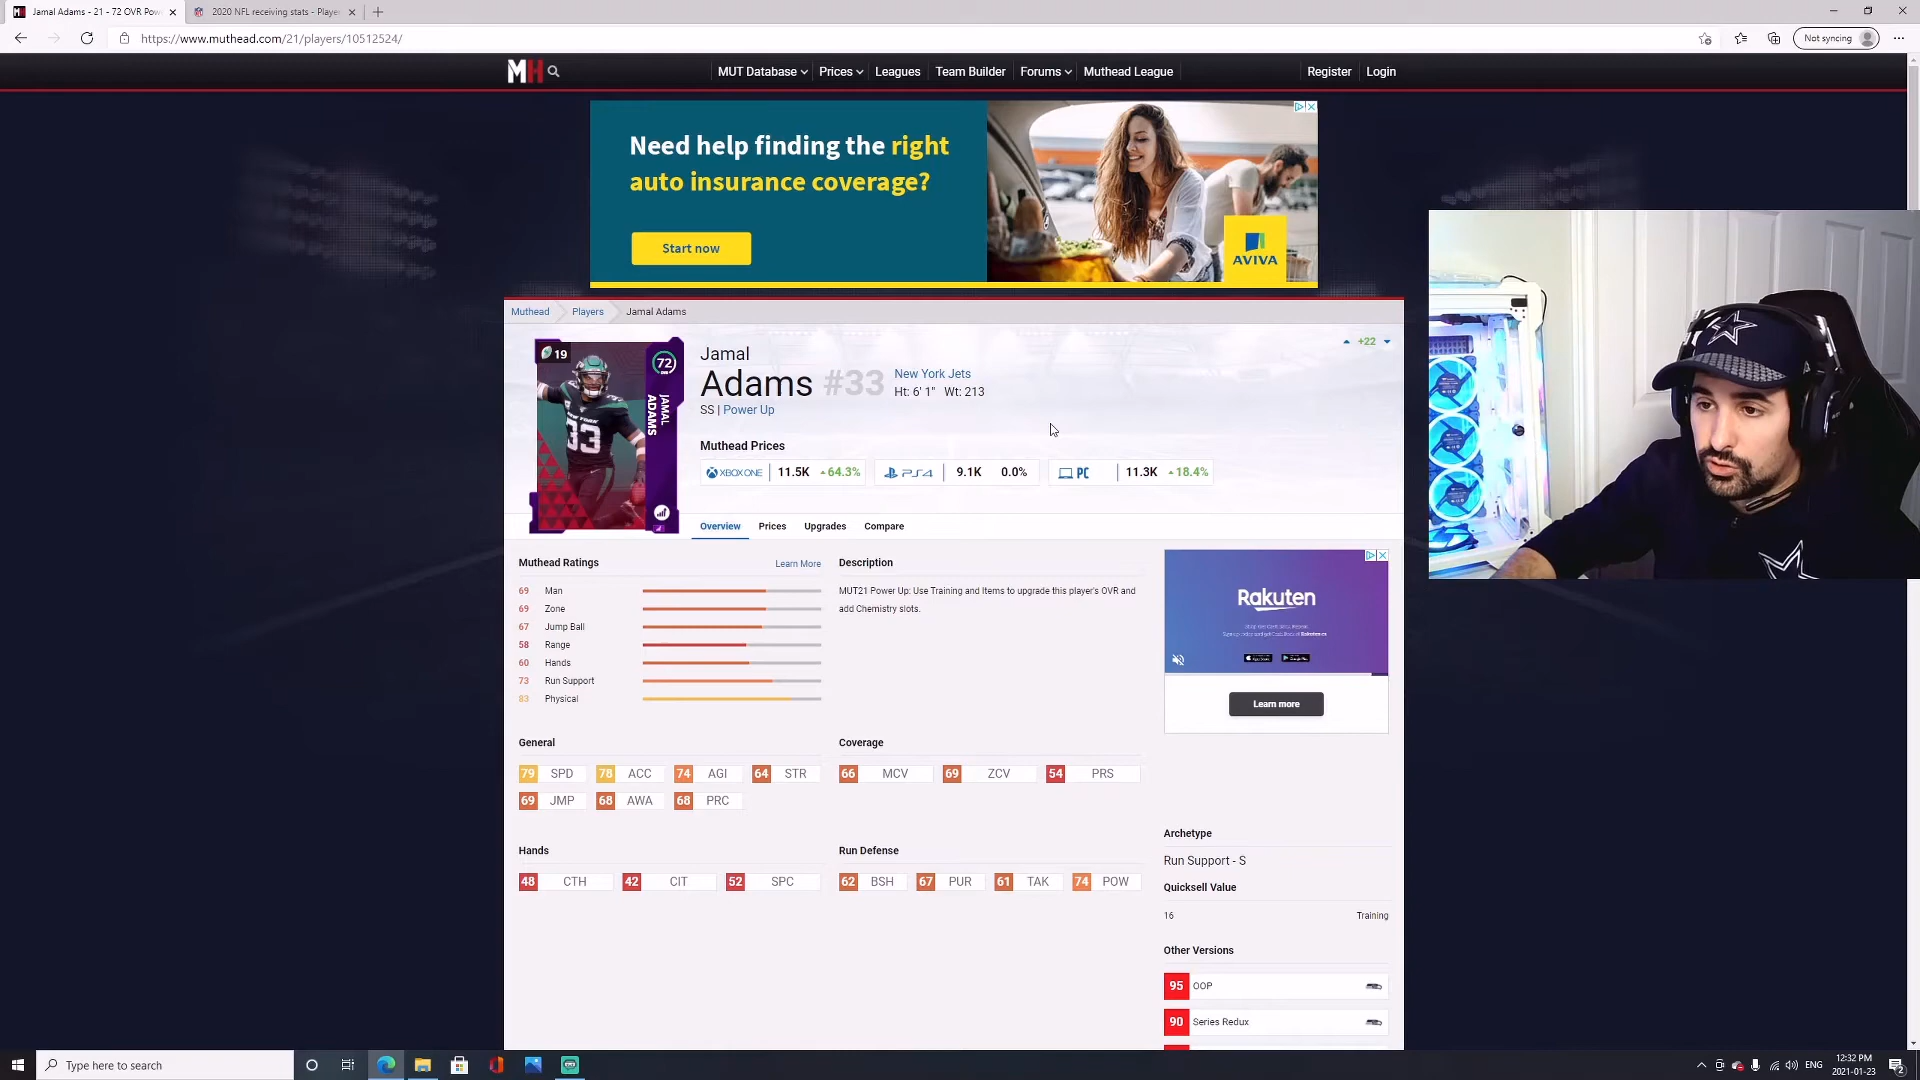 Jamal Adams - 21 - 72 OVR Pow
2020 NFL receiving stats - Player
https://www.muthead.com/21/players/10512524/
Not syncing
MH
MUT Database
Prices
Leagues
Team Builder
Forums
Muthead League
Register
Login
Need help finding the right
auto insurance coverage?
Start now
AVIVA
Muthead
Players
Jamal Adams
19
72
JAMAL
ADAMS
33
Jamal
Adams #33
New York Jets
Ht: 6' 1" Wt: 213
SS | Power Up
+22
Muthead Prices
XBOX ONE 11.5K 64.3%
PS4 9.1K 0.0%
PC 11.3K 18.4%
Overview
Prices
Upgrades
Compare
Muthead Ratings
Learn More
69 Man
69 Zone
67 Jump Ball
58 Range
60 Hands
73 Run Support
83 Physical
Description
MUT21 Power Up: Use Training and Items to upgrade this player's OVR and
add Chemistry slots.
Rakuten
Learn more
General
79 SPD 78 ACC 74 AGI 64 STR
69 JMP 68 AWA 68 PRC
Coverage
66 MCV 69 ZCV 54 PRS
Hands
48 CTH 42 CIT 52 SPC
Run Defense
62 BSH 67 PUR 61 TAK 74 POW
Archetype
Run Support - S
Quicksell Value
16 Training
Other Versions
95 OOP
90 Series Redux
Type here to search
ENG
12:32 PM
2021-01-23
2